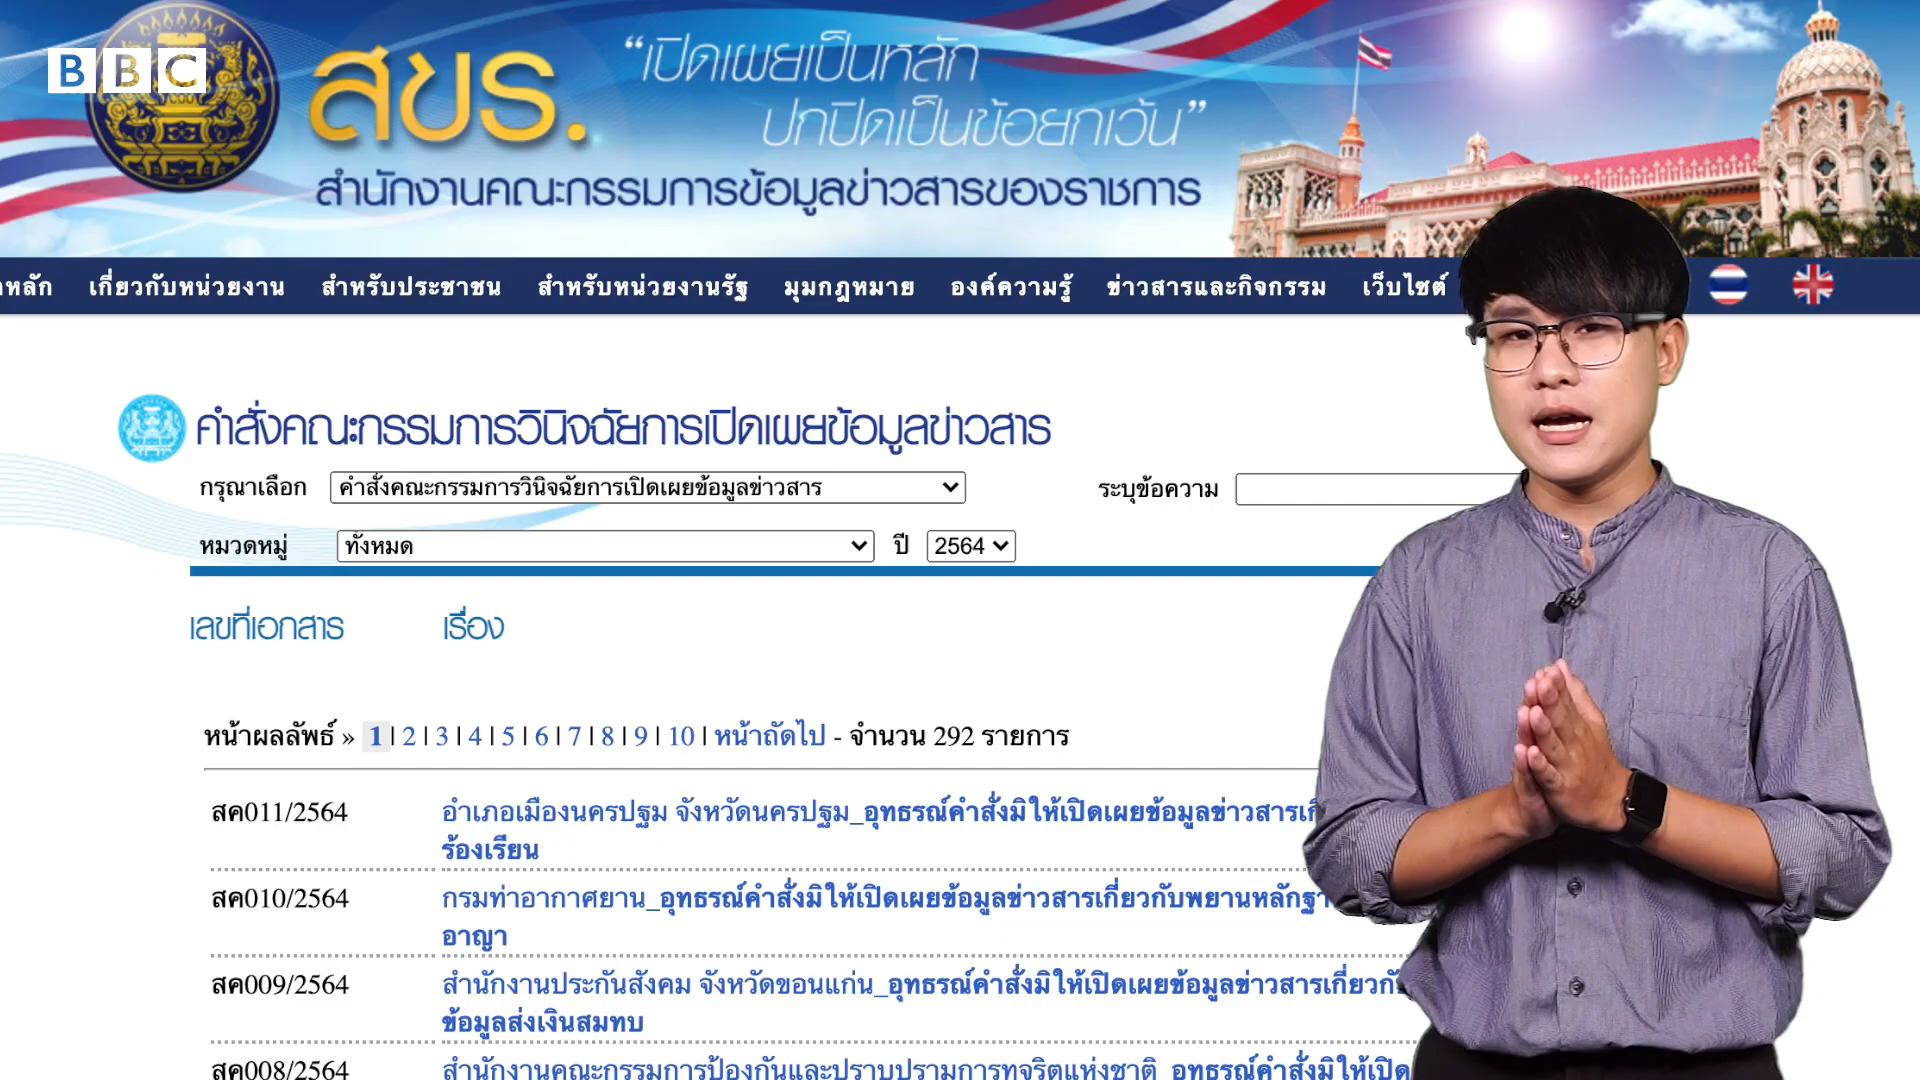 BBC
สขร.
“เปิดเผยเป็นหลัก
ปกปิดเป็นข้อยกเว้น”
สำนักงานคณะกรรมการข้อมูลข่าวสารของราชการ
หลัก เกี่ยวกับหน่วยงาน สำหรับประชาชน สำหรับหน่วยงานรัฐ มุมกฎหมาย องค์ความรู้ ข่าวสารและกิจกรรม เว็บไซต์
คำสั่งคณะกรรมการวินิจฉัยการเปิดเผยข้อมูลข่าวสาร
กรุณาเลือก คำสั่งคณะกรรมการวินิจฉัยการเปิดเผยข้อมูลข่าวสาร ระบุข้อความ
หมวดหมู่ ทั้งหมด ปี 2564
เลขที่เอกสาร เรื่อง
หน้าผลลัพธ์ » 1 | 2 | 3 | 4 | 5 | 6 | 7 | 8 | 9 | 10 | หน้าถัดไป - จำนวน 292 รายการ
สค011/2564 อำเภอเมืองนครปฐม จังหวัดนครปฐม_อุทธรณ์คำสั่งมิให้เปิดเผยข้อมูลข่าวสารเกี่
ร้องเรียน
สค010/2564 กรมท่าอากาศยาน_อุทธรณ์คำสั่งมิให้เปิดเผยข้อมูลข่าวสารเกี่ยวกับพยานหลักฐา
อาญา
สค009/2564 สำนักงานประกันสังคม จังหวัดขอนแก่น_อุทธรณ์คำสั่งมิให้เปิดเผยข้อมูลข่าวสารเกี่ยวกั
ข้อมูลส่งเงินสมทบ
สค008/2564 สำนักงานคณะกรรมการป้องกันและปราบปรามการทุจริตแห่งชาติ_อุทธรณ์คำสั่งมิให้เปิด